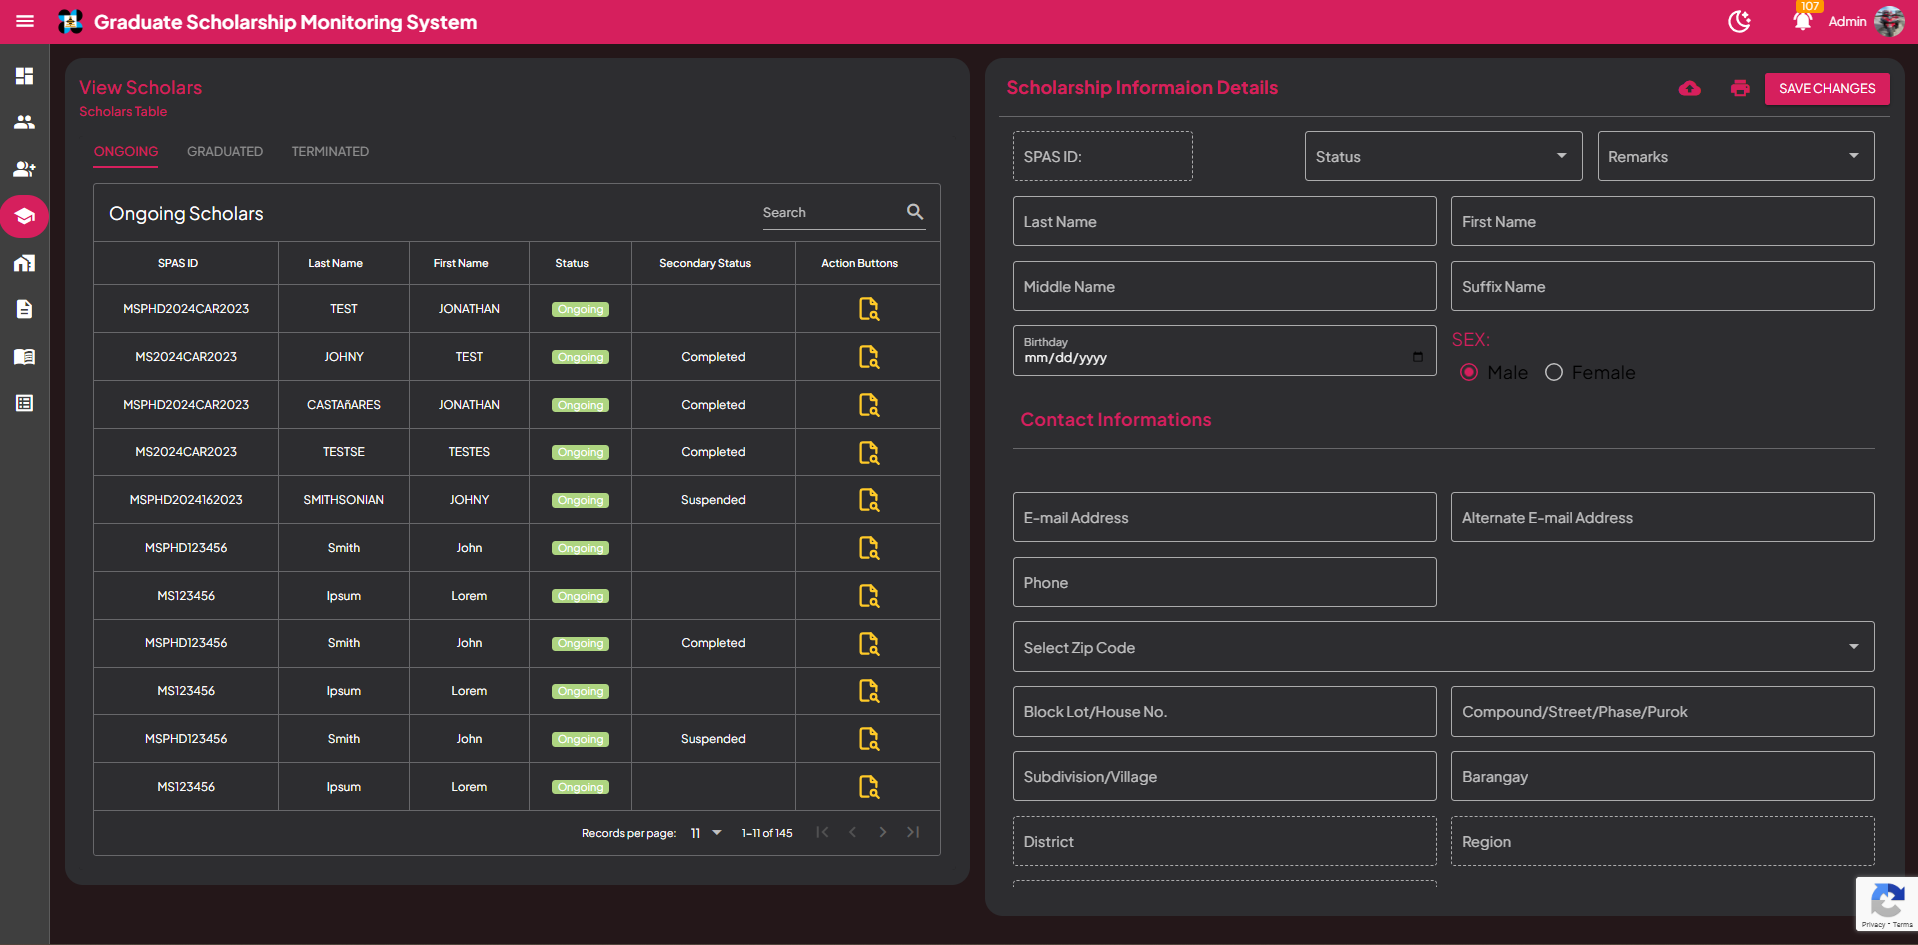 Graduate Scholarship Monitoring System
107
Admin
View Scholars
Scholars Table
ONGOING GRADUATED TERMINATED
Ongoing Scholars
Search
SPAS ID Last Name First Name Status Secondary Status Action Buttons
MSPHD2024CAR2023 TEST JONATHAN Ongoing
MS2024CAR2023 JOHNY TEST Ongoing Completed
MSPHD2024CAR2023 CASTAñARES JONATHAN Ongoing Completed
MS2024CAR2023 TESTSE TESTES Ongoing Completed
MSPHD2024162023 SMITHSONIAN JOHNY Ongoing Suspended
MSPHD123456 Smith John Ongoing
MS123456 Ipsum Lorem Ongoing
MSPHD123456 Smith John Ongoing Completed
MS123456 Ipsum Lorem Ongoing
MSPHD123456 Smith John Ongoing Suspended
MS123456 Ipsum Lorem Ongoing
Records per page: 11 1-11 of 145
Scholarship Informaion Details
SAVE CHANGES
SPAS ID: Status Remarks
Last Name First Name
Middle Name Suffix Name
Birthday
mm/dd/yyyy
SEX:
Male Female
Contact Informations
E-mail Address Alternate E-mail Address
Phone
Select Zip Code
Block Lot/House No. Compound/Street/Phase/Purok
Subdivision/Village Barangay
District Region
Privacy - Terms